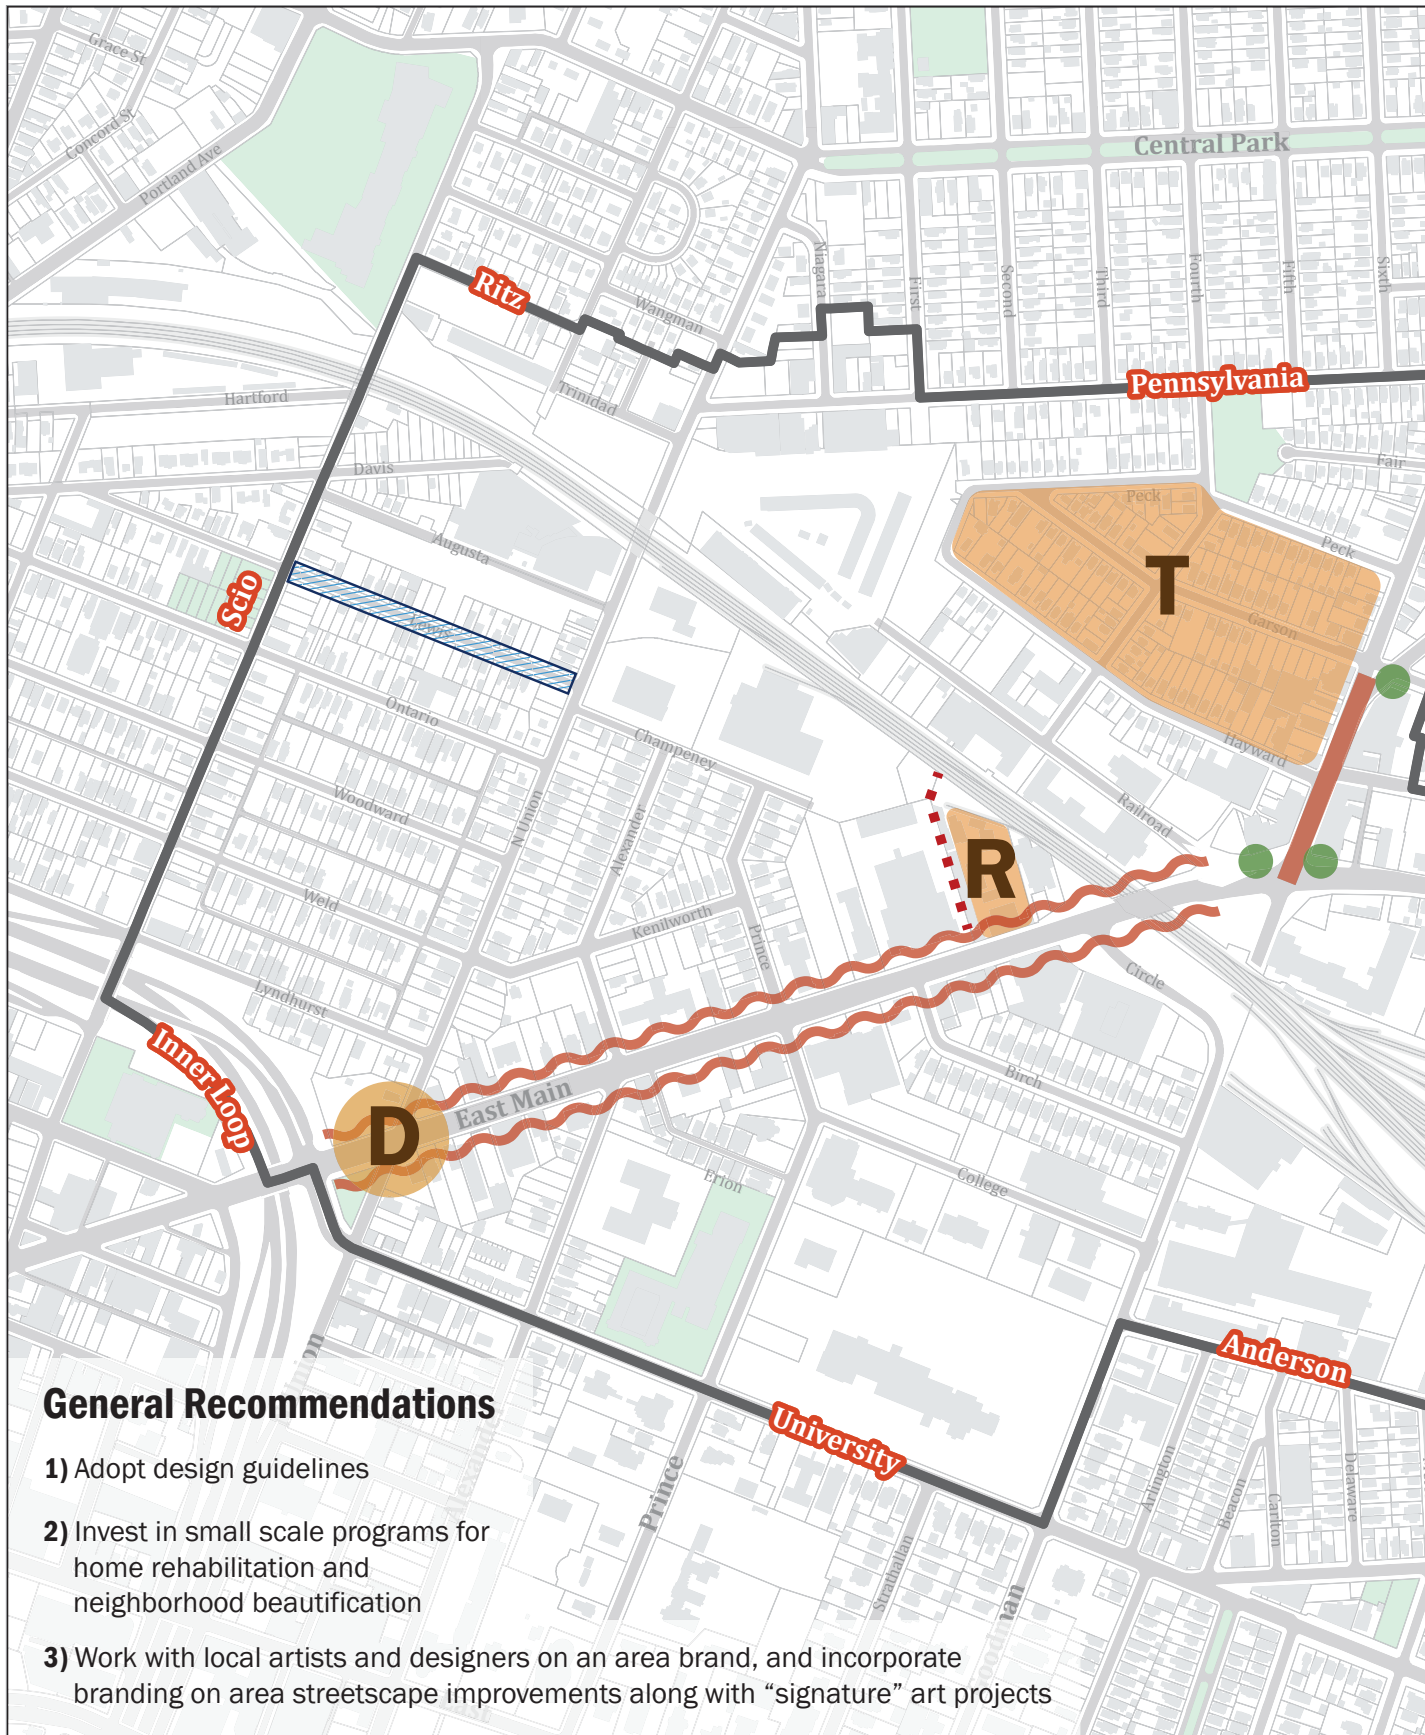 Grace St
Concord St
Portland Ave
Central Park
Niagara
First
Second
Third
Fourth
Fifth
Sixth
Ritz
Wangman
Trinidad
Pennsylvania
Hartford
Davis
Fair
Peck
Peck
Augusta
T
Scio
Lewis
Garson
Ontario
Champeney
Hayward
Woodward
N Union
Alexander
Railroad
R
Weld
Kenilworth
Prince
Circle
Lyndhurst
Inner Loop
East Main
Birch
D
Erion
College
Union
Anderson
University
Alexander
Prince
Arlington
Beacon
Carlton
Delaware
Strathallan
Goodman
East
General Recommendations
1) Adopt design guidelines
2) Invest in small scale programs for
home rehabilitation and
neighborhood beautification
3) Work with local artists and designers on an area brand, and incorporate
branding on area streetscape improvements along with “signature” art projects